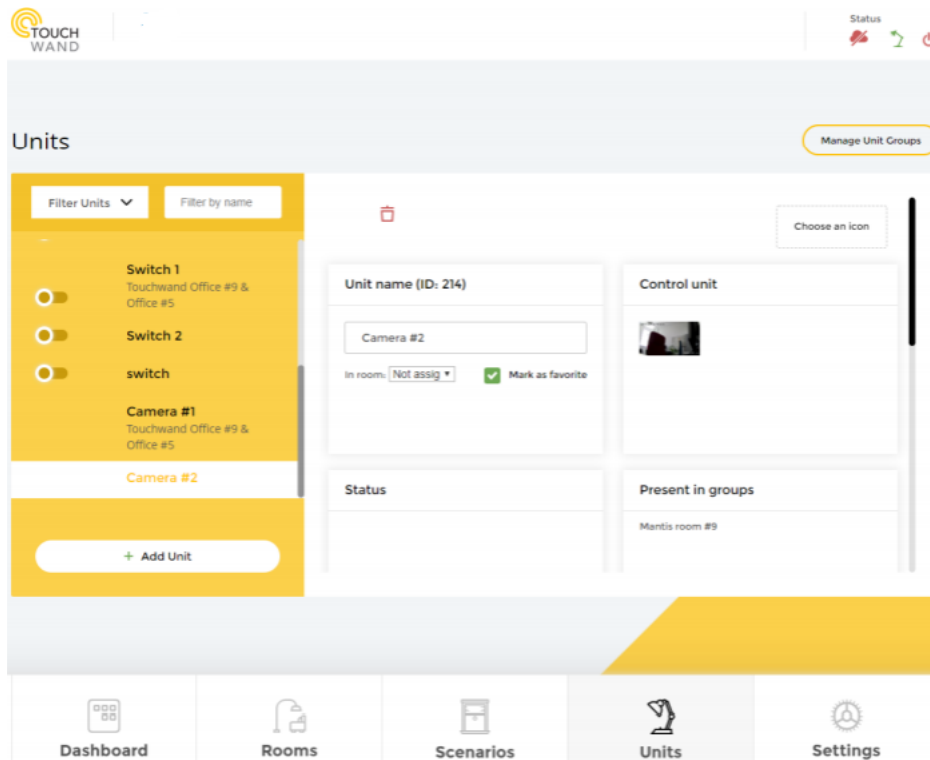 TOUCH
WAND
Status
Units
Manage Unit Groups
Filter Units
Filter by name
Choose an icon
Switch 1
Touchwand Office #9 &
Office #5
Switch 2
switch
Camera #1
Touchwand Office #9 &
Office #5
Camera #2
+ Add Unit
Unit name (ID: 214)
Camera #2
In room: Not assig
Mark as favorite
Control unit
Status
Present in groups
Mantis room #9
Dashboard
Rooms
Scenarios
Units
Settings